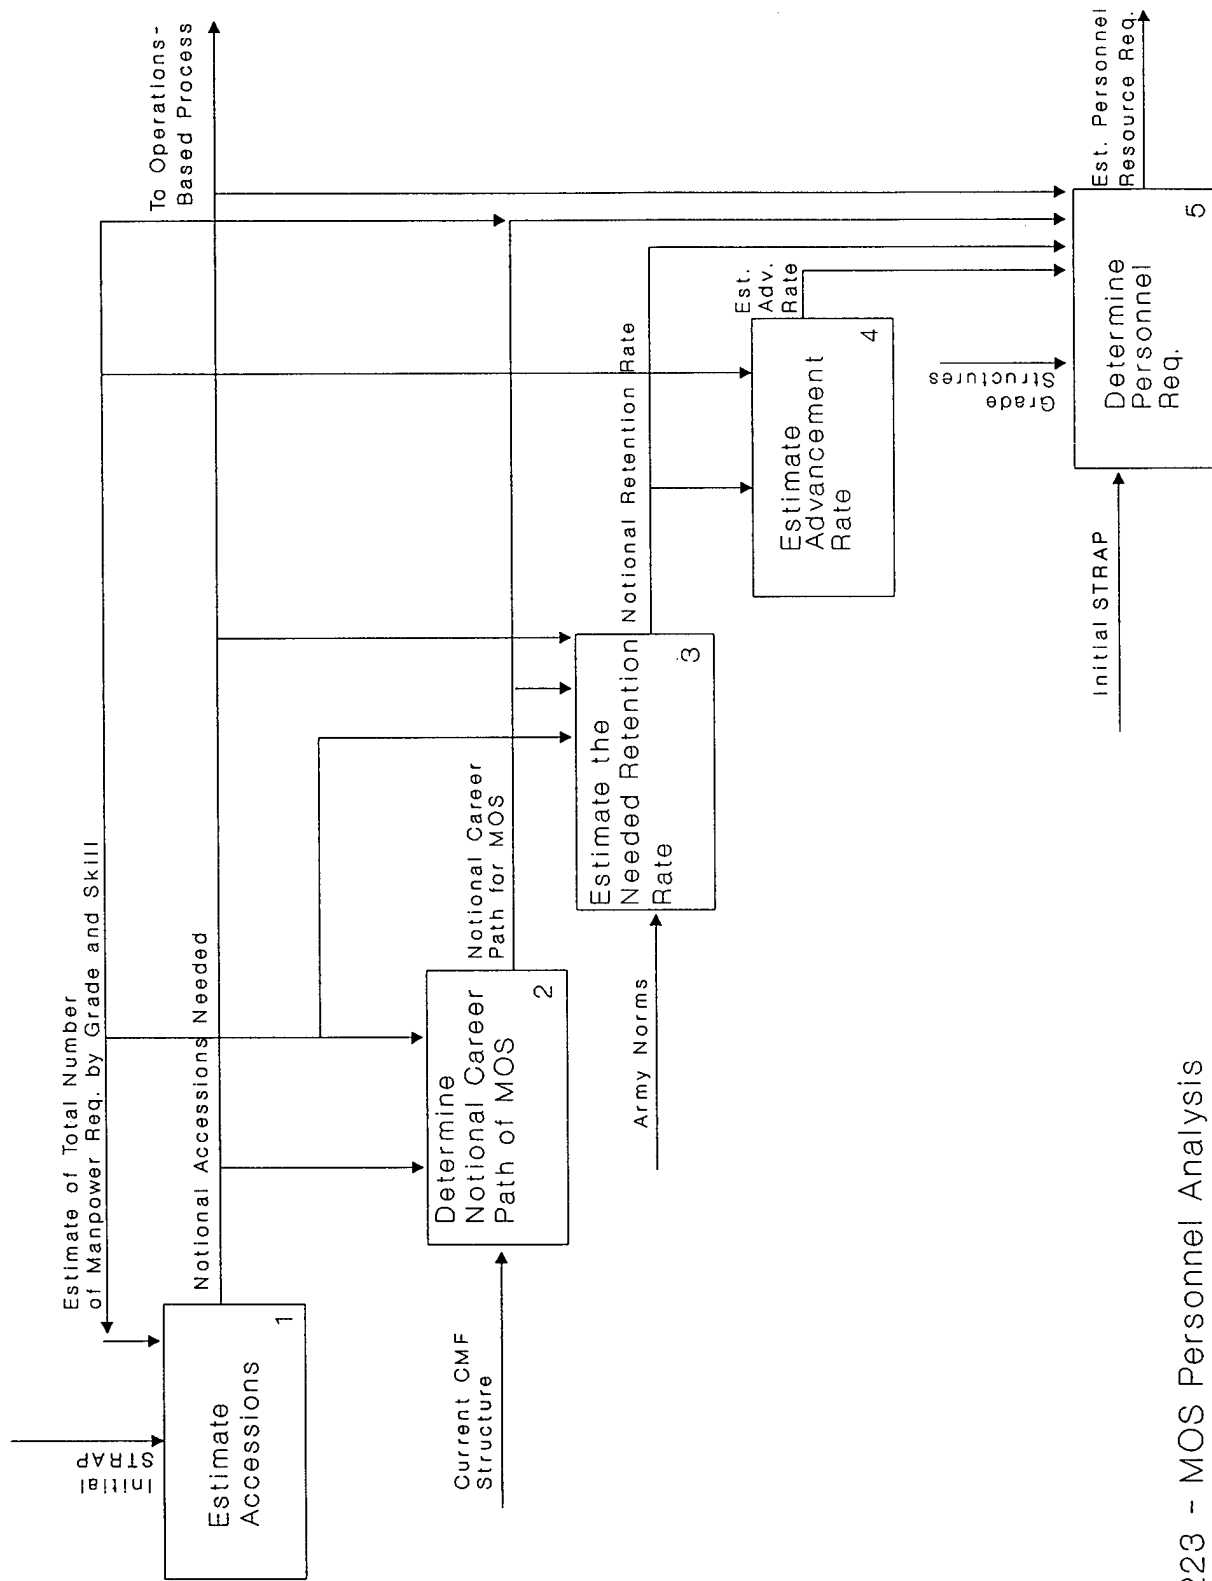 Initial
STRAP
Estimate
Accessions
1
Estimate of Total Number
of Manpower Req. by Grade and Skill
Notional Accessions Needed
To Operations-
Based Process
Current CMF
Structure
Determine
Notional Career
Path of MOS
2
Notional Career
Path for MOS
Army Norms
Estimate the
Needed Retention
Rate
3
Notional Retention Rate
Estimate
Advancement
Rate
4
Est.
Adv.
Rate
Grade
Structures
Initial STRAP
Determine
Personnel
Req.
5
Est. Personnel
Resource Req.
223 - MOS Personnel Analysis